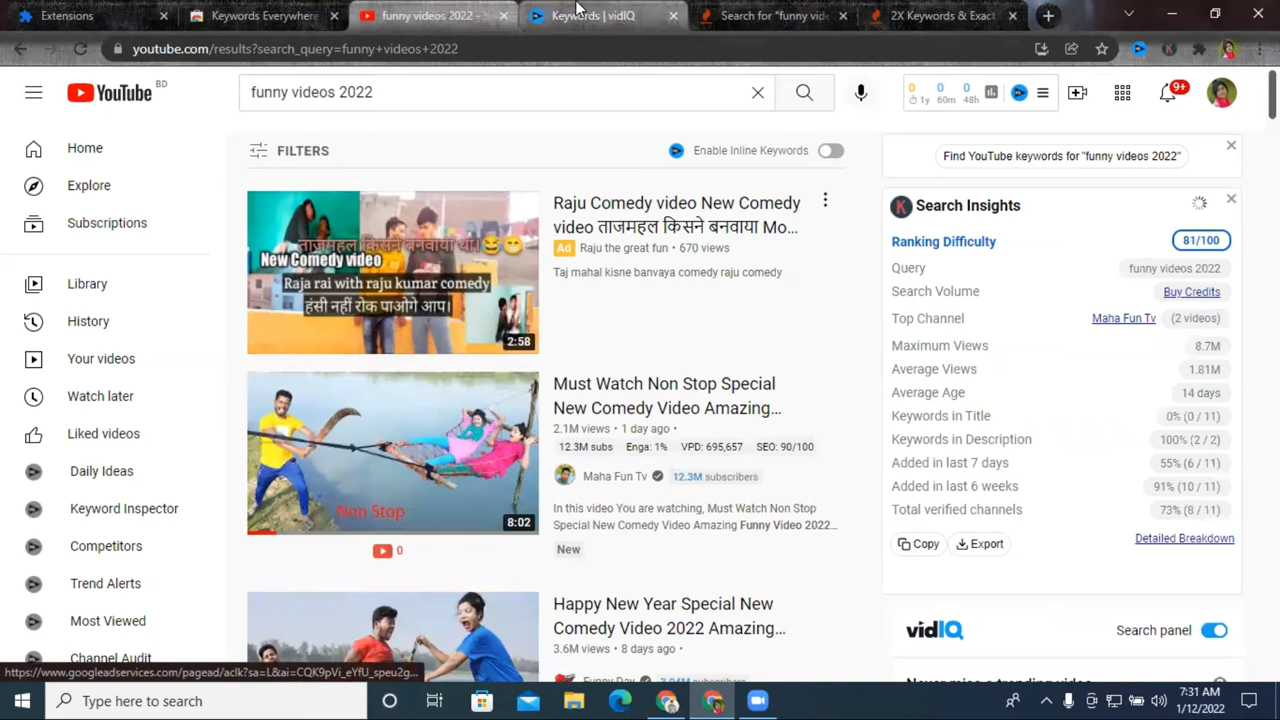 Extensions
Keywords Everywhere
funny videos 2022 -
Keywords | vidIQ
Search for "funny vide
2X Keywords & Exact
youtube.com/results?search_query=funny+videos+2022
YouTube BD
funny videos 2022
0 0 0
1y 60m 48h
9+
Home
Explore
Subscriptions
Library
History
Your videos
Watch later
Liked videos
Daily Ideas
Keyword Inspector
Competitors
Trend Alerts
Most Viewed
Channel Audit
FILTERS
Enable Inline Keywords
ताजमहल किसने बनवाया था।
New Comedy video
Raja rai with raju kumar comedy
हंसी नहीं रोक पाओगे आप।
2:58
Raju Comedy video New Comedy
video ताजमहल किसने बनवाया Mo...
Ad Raju the great fun • 670 views
Taj mahal kisne banvaya comedy raju comedy
Non Stop
8:02
0
Must Watch Non Stop Special
New Comedy Video Amazing...
2.1M views • 1 day ago •
12.3M subs Enga: 1% VPD: 695,657 SEO: 90/100
Maha Fun Tv 12.3M subscribers
In this video You are watching, Must Watch Non Stop
Special New Comedy Video Amazing Funny Video 2022...
New
Happy New Year Special New
Comedy Video 2022 Amazing...
3.6M views • 8 days ago •
Find YouTube keywords for "funny videos 2022"
K Search Insights
Ranking Difficulty 81/100
Query funny videos 2022
Search Volume Buy Credits
Top Channel Maha Fun Tv (2 videos)
Maximum Views 8.7M
Average Views 1.81M
Average Age 14 days
Keywords in Title 0% (0 / 11)
Keywords in Description 100% (2 / 2)
Added in last 7 days 55% (6 / 11)
Added in last 6 weeks 91% (10 / 11)
Total verified channels 73% (8 / 11)
Copy Export Detailed Breakdown
vidIQ Search panel
https://www.googleadservices.com/pagead/aclk?sa=L&ai=CQK9pVi_eYfU_speu2g...
Type here to search
7:31 AM
1/12/2022